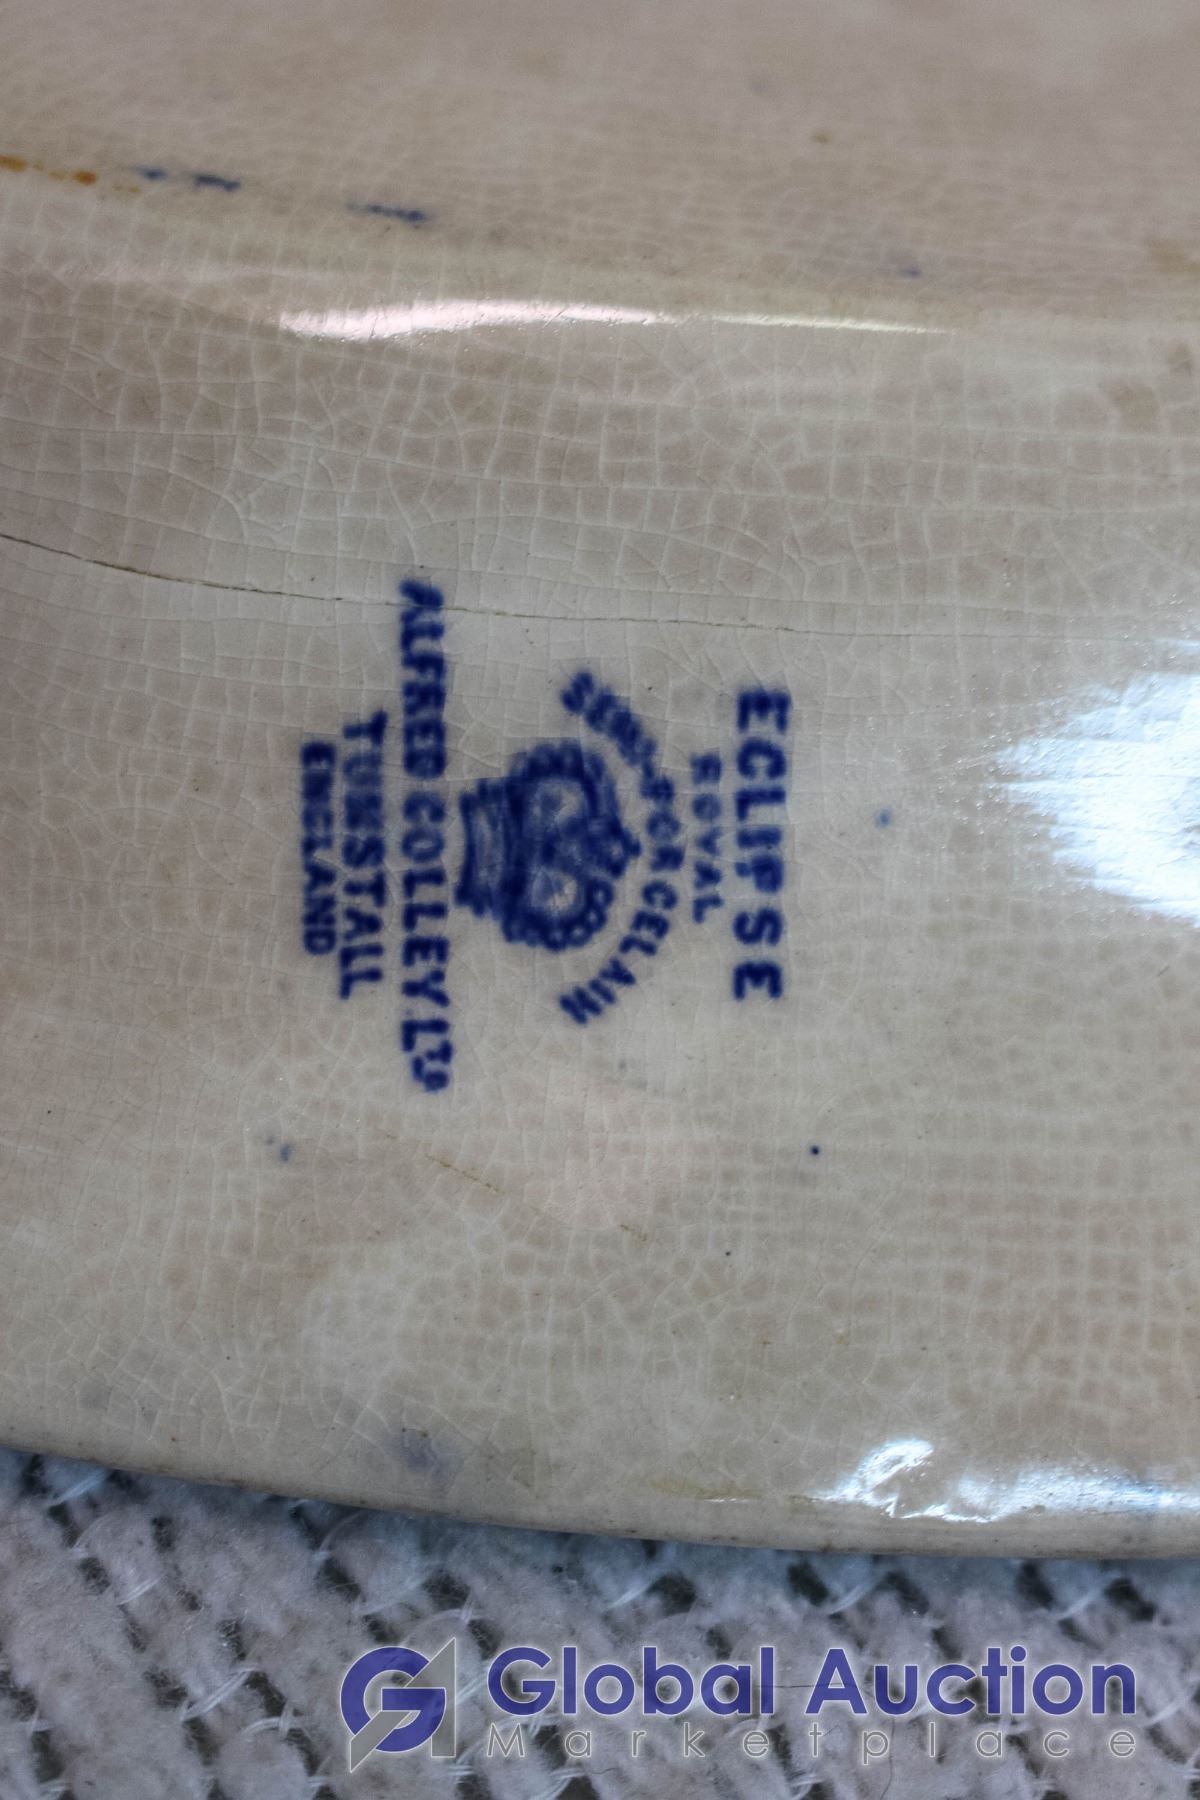 ECLIPSE
ROYAL
SEMI-PORCELAIN
ALFRED COLLEY LTD
TUNSTALL
ENGLAND
Global Auction
Marketplace